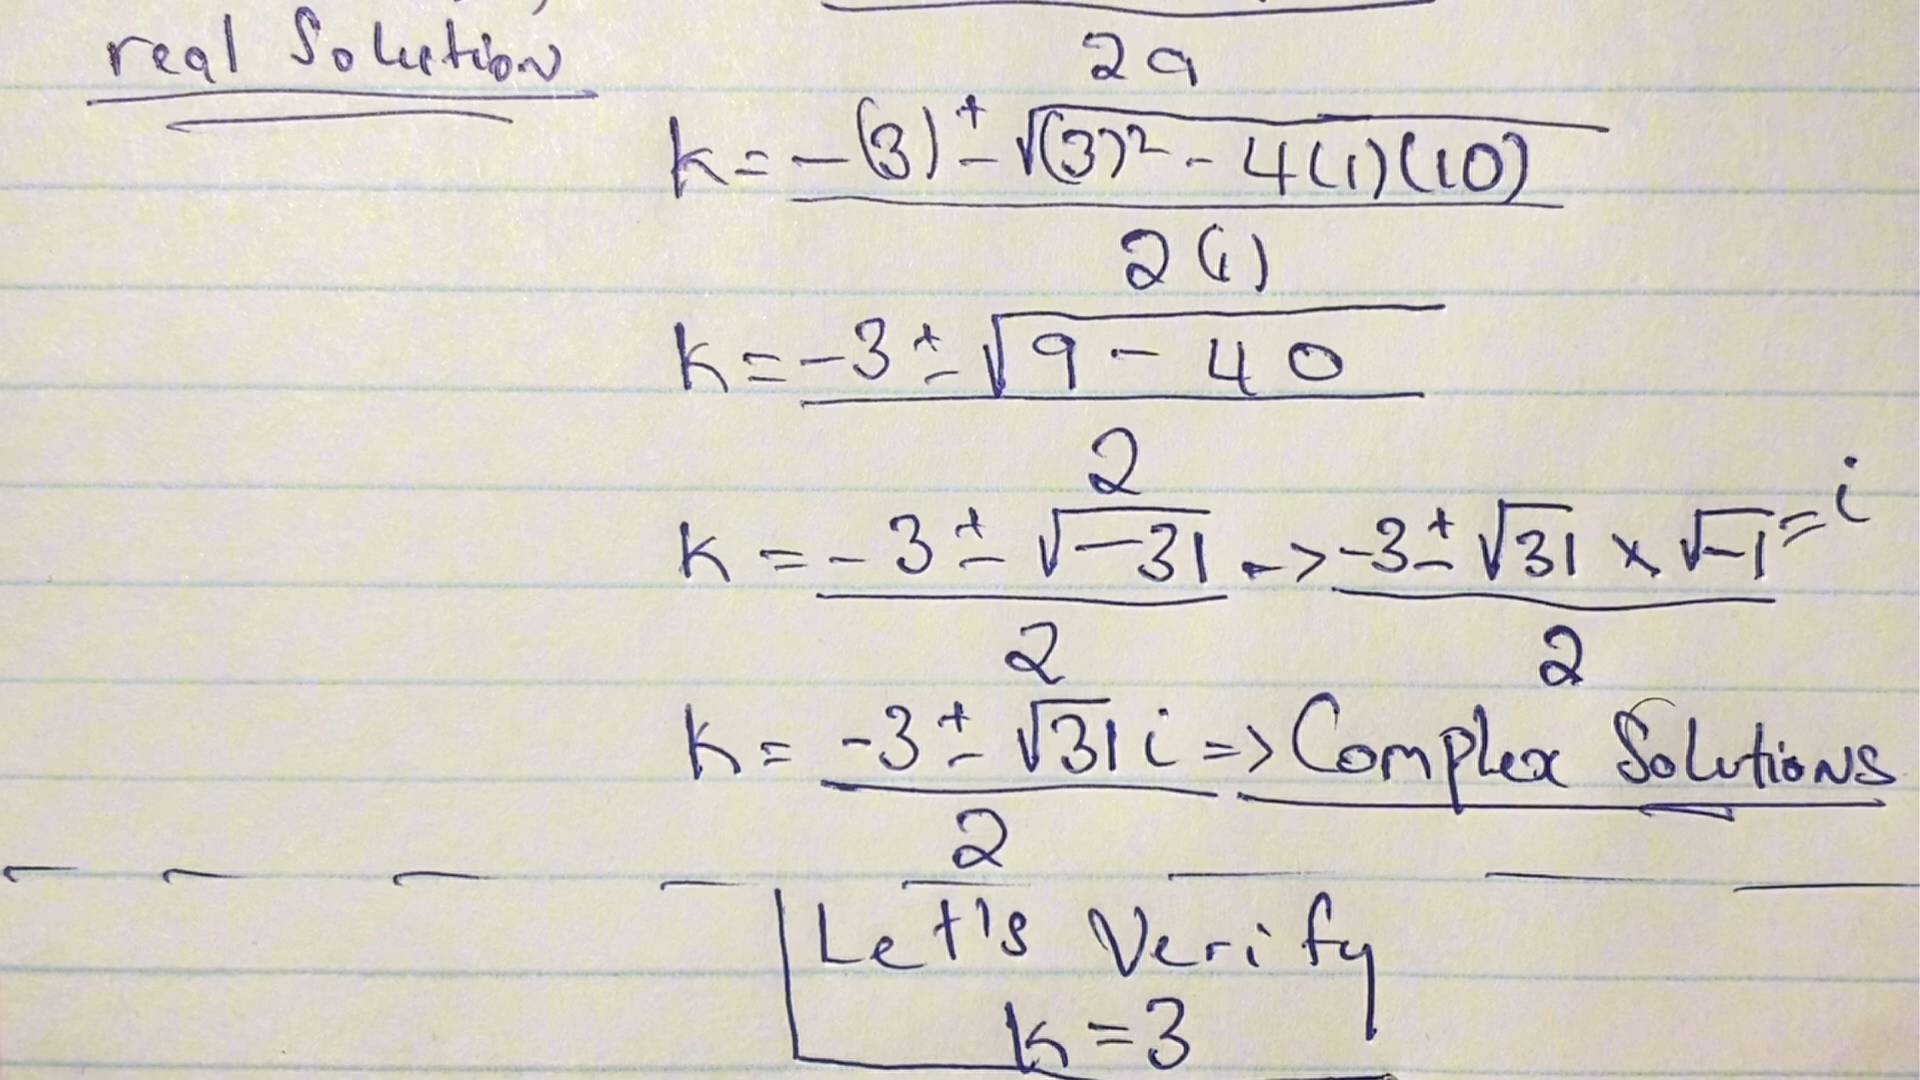 real Solution
2a
k = -(3) ± √(3)² - 4(1)(10)
2(1)
k = -3 ± √9 - 40
2
k = -3 ± √-31 -> -3 ± √31 × √-1 = i
2 2
k = -3 ± √31 i => Complex Solutions
2
Let's Verify
k = 3